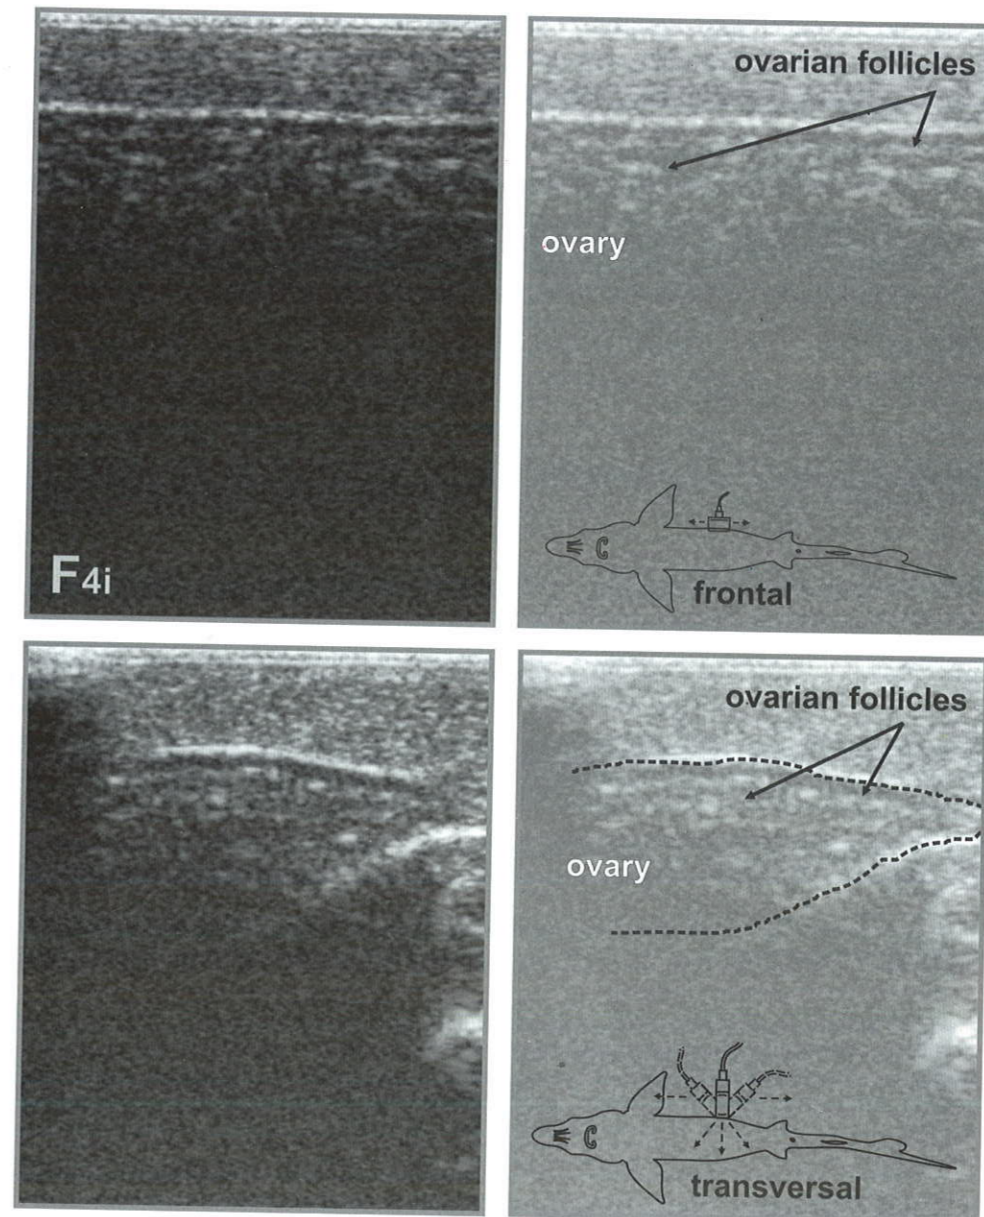 ovarian follicles
ovary
F4i
frontal
ovarian follicles
ovary
transversal